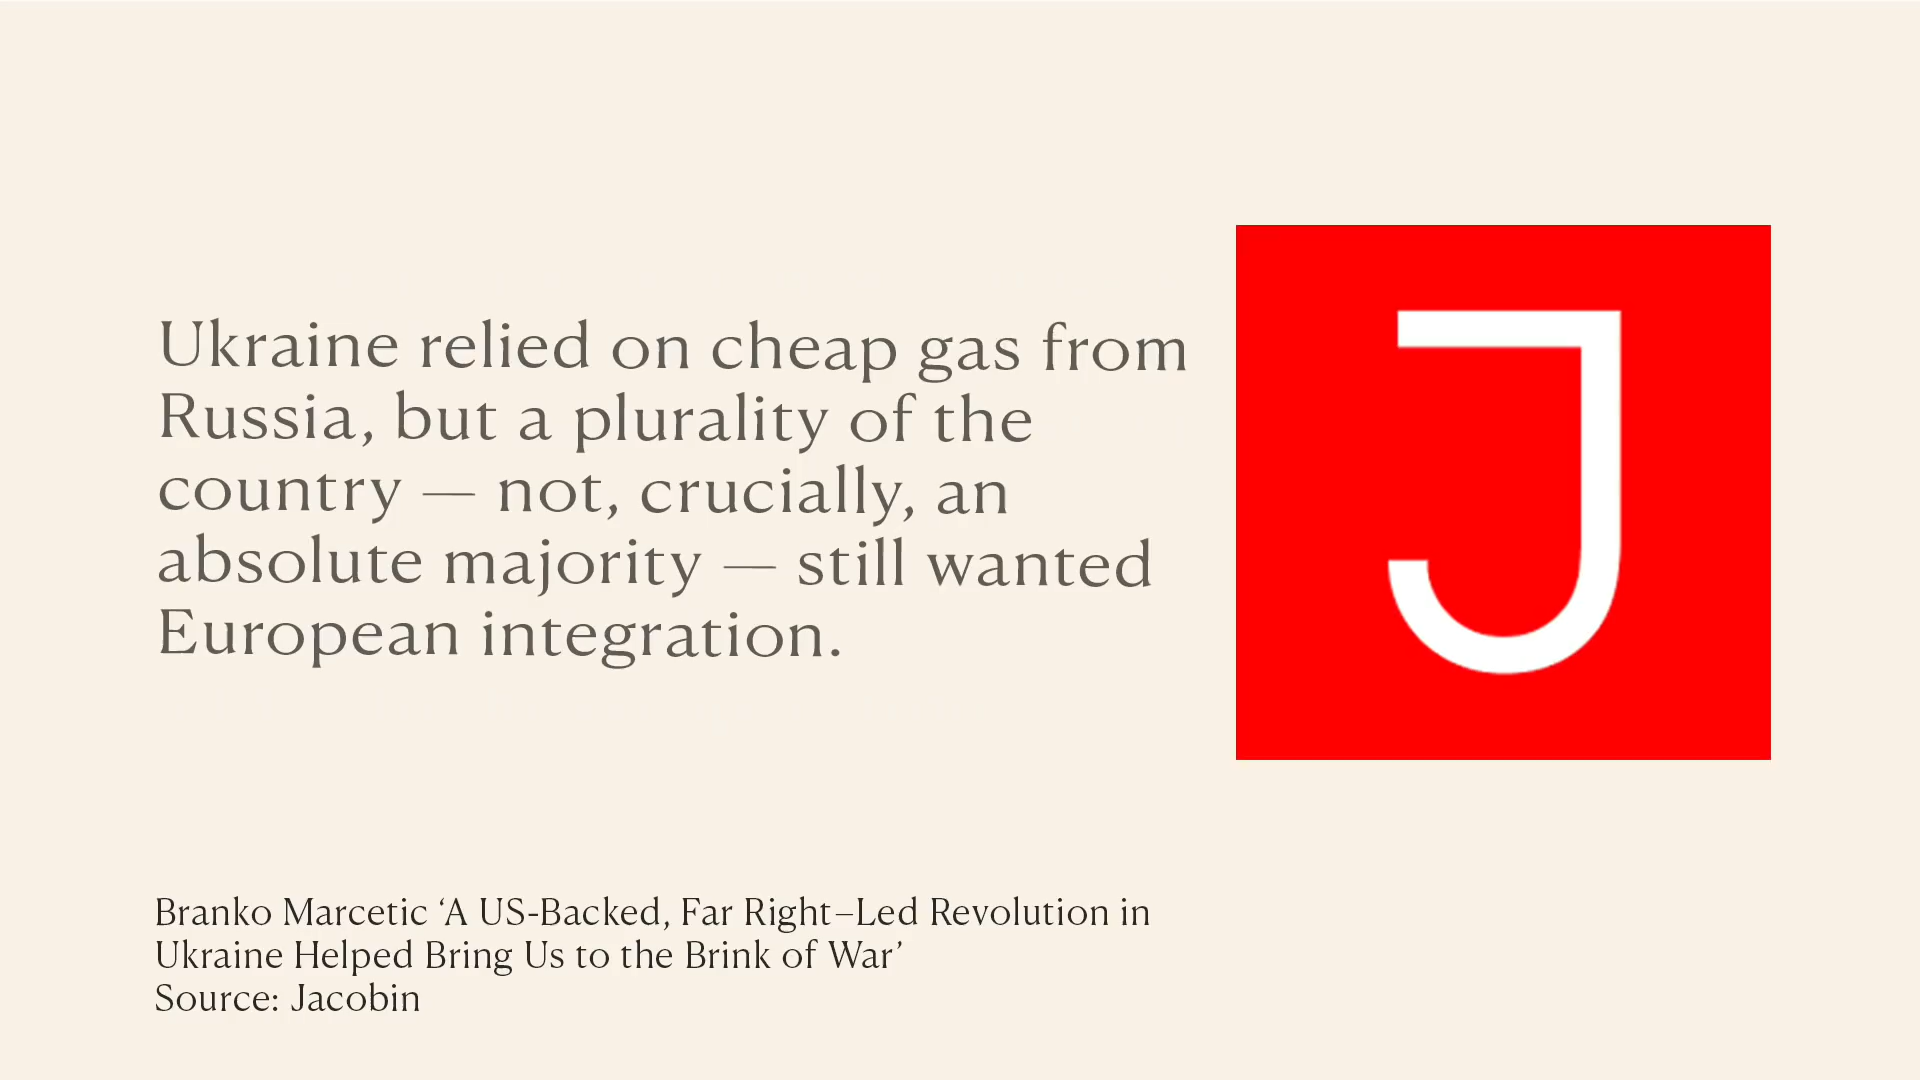 Ukraine relied on cheap gas from
Russia, but a plurality of the
country — not, crucially, an
absolute majority — still wanted
European integration.
J
Branko Marcetic ‘A US-Backed, Far Right–Led Revolution in
Ukraine Helped Bring Us to the Brink of War’
Source: Jacobin